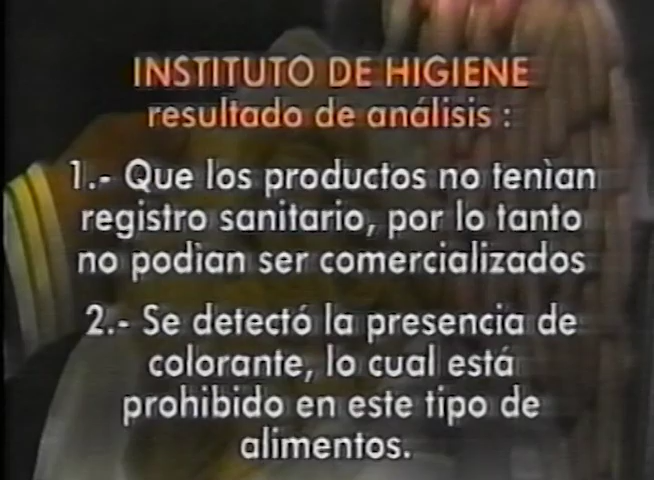 INSTITUTO DE HIGIENE
resultado de análisis :
1.- Que los productos no tenìan
registro sanitario, por lo tanto
no podìan ser comercializados
2.- Se detectó la presencia de
colorante, lo cual está
prohibido en este tipo de
alimentos.